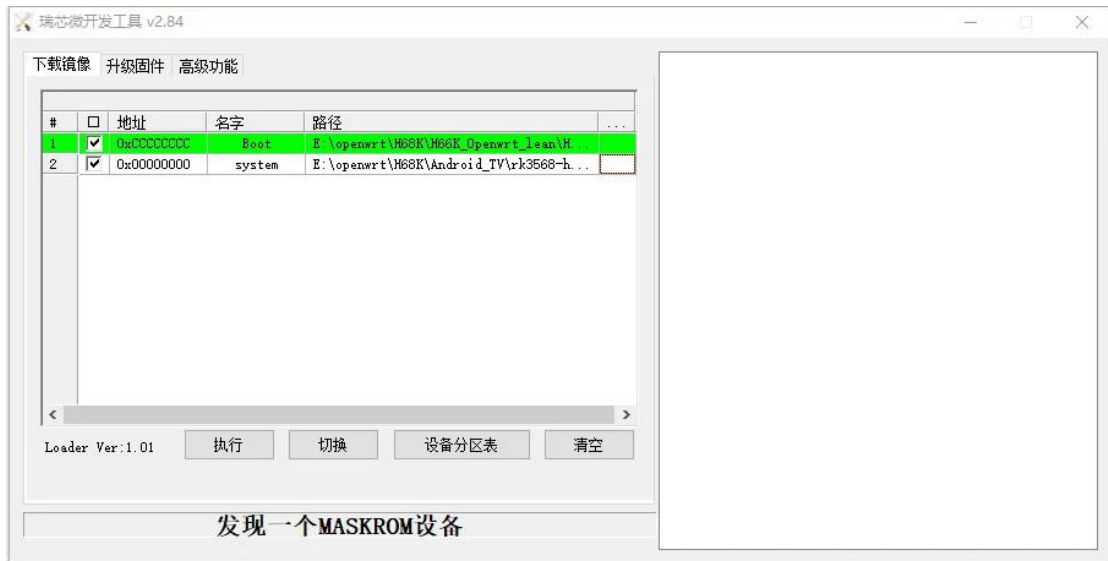 瑞芯微开发工具 v2.84
下载镜像 升级固件 高级功能
# 地址 名字 路径 ...
1 0xCCCCCCCC Boot E:\openwrt\H68K\H66K_Openwrt_lean\H...
2 0x00000000 system E:\openwrt\H68K\Android_TV\rk3568-h...
Loader Ver:1.01 执行 切换 设备分区表 清空
发现一个MASKROM设备